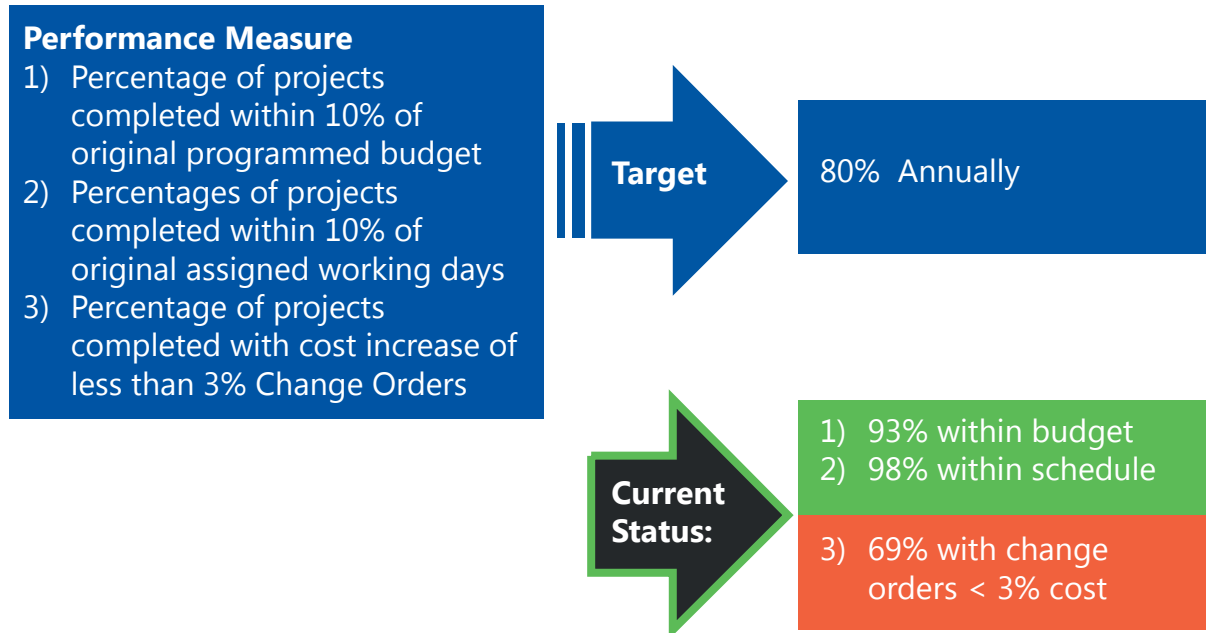 Performance Measure
1) Percentage of projects
completed within 10% of
original programmed budget
2) Percentages of projects
completed within 10% of
original assigned working days
3) Percentage of projects
completed with cost increase of
less than 3% Change Orders
Target
80% Annually
Current
Status:
1) 93% within budget
2) 98% within schedule
3) 69% with change
orders < 3% cost